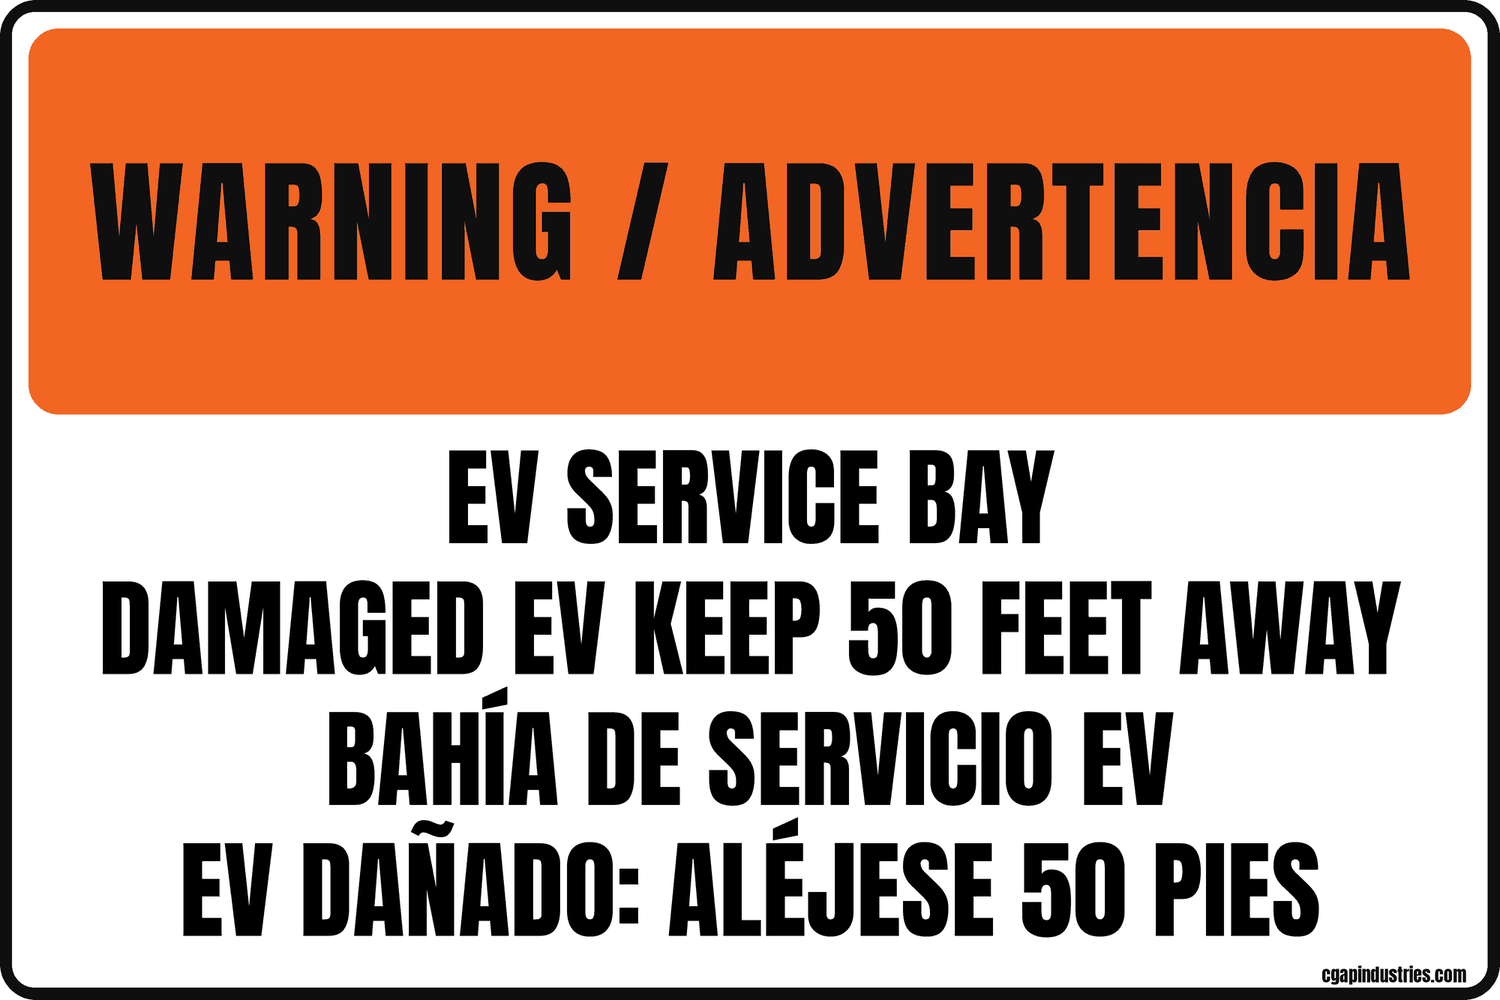 WARNING / ADVERTENCIA
EV SERVICE BAY
DAMAGED EV KEEP 50 FEET AWAY
BAHÍA DE SERVICIO EV
EV DAÑADO: ALÉJESE 50 PIES
cgapindustries.com